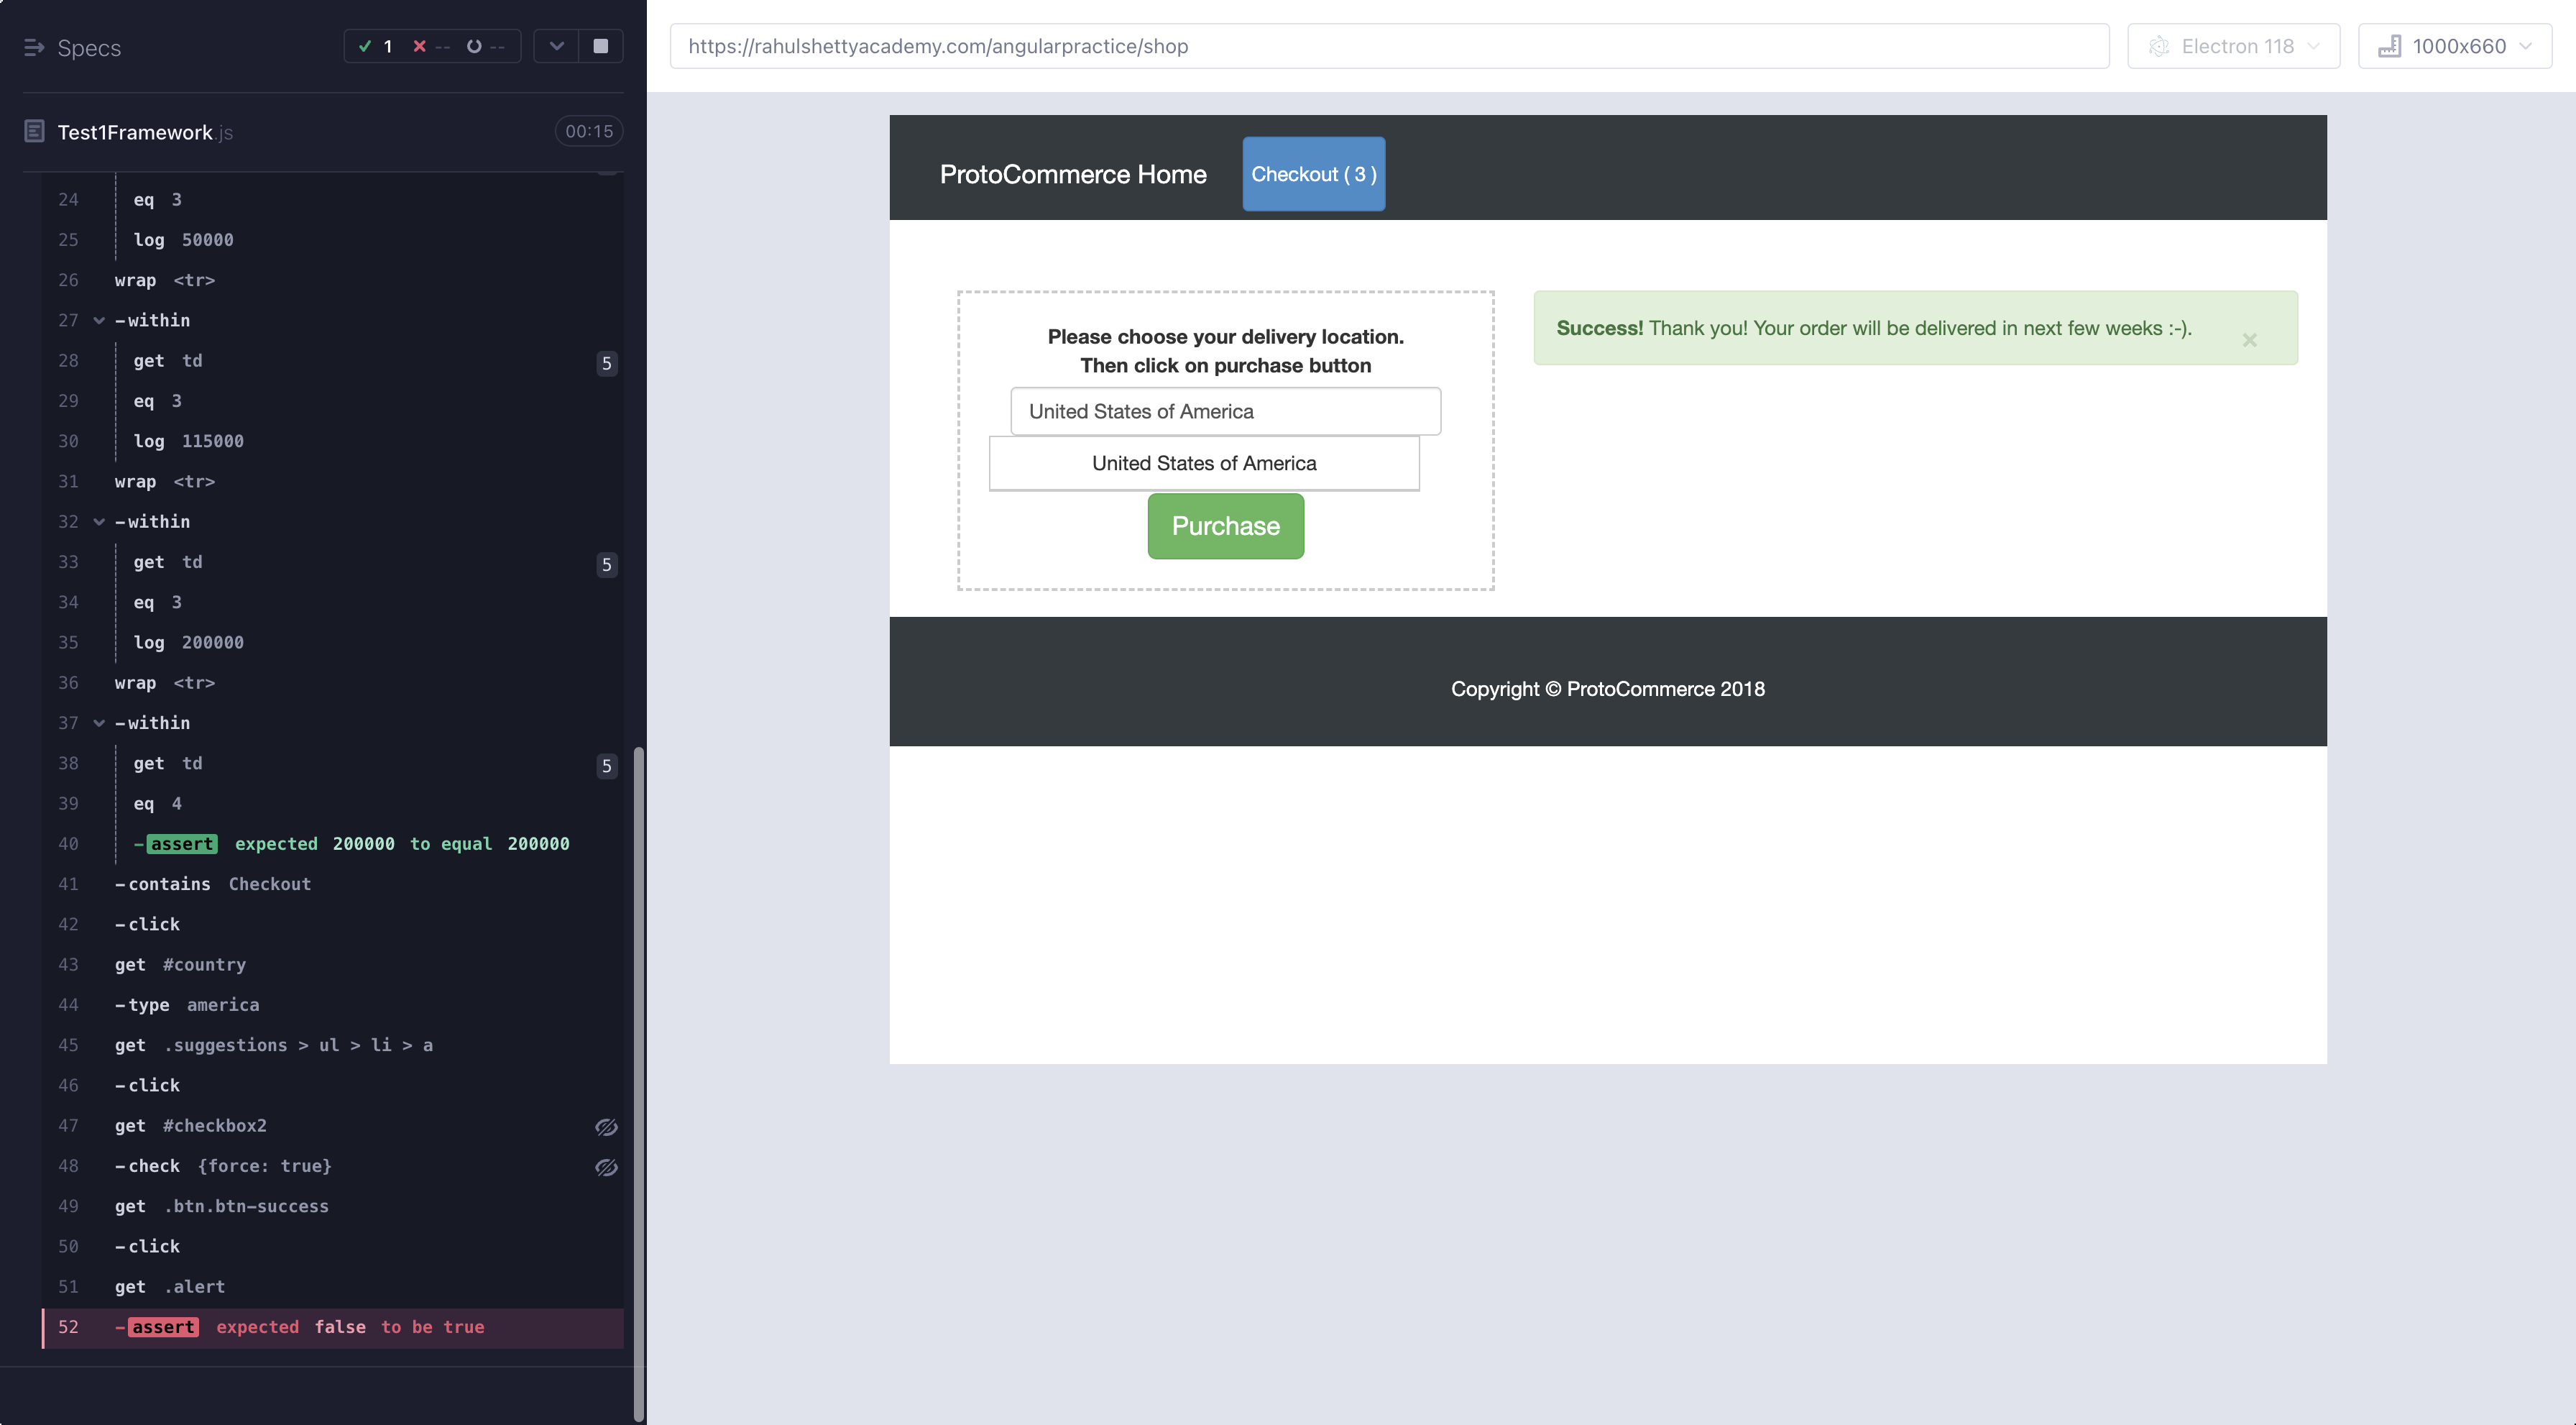 Specs
1
--
--
Test1Framework.js
00:15
24 eq 3
25 log 50000
26 wrap <tr>
27 -within
28 get td 5
29 eq 3
30 log 115000
31 wrap <tr>
32 -within
33 get td 5
34 eq 3
35 log 200000
36 wrap <tr>
37 -within
38 get td 5
39 eq 4
40 -assert expected 200000 to equal 200000
41 -contains Checkout
42 -click
43 get #country
44 -type america
45 get .suggestions > ul > li > a
46 -click
47 get #checkbox2
48 -check {force: true}
49 get .btn.btn-success
50 -click
51 get .alert
52 -assert expected false to be true
https://rahulshettyacademy.com/angularpractice/shop
Electron 118
1000x660
ProtoCommerce Home
Checkout ( 3 )
Please choose your delivery location.
Then click on purchase button
United States of America
United States of America
Purchase
Success! Thank you! Your order will be delivered in next few weeks :-).
×
Copyright © ProtoCommerce 2018